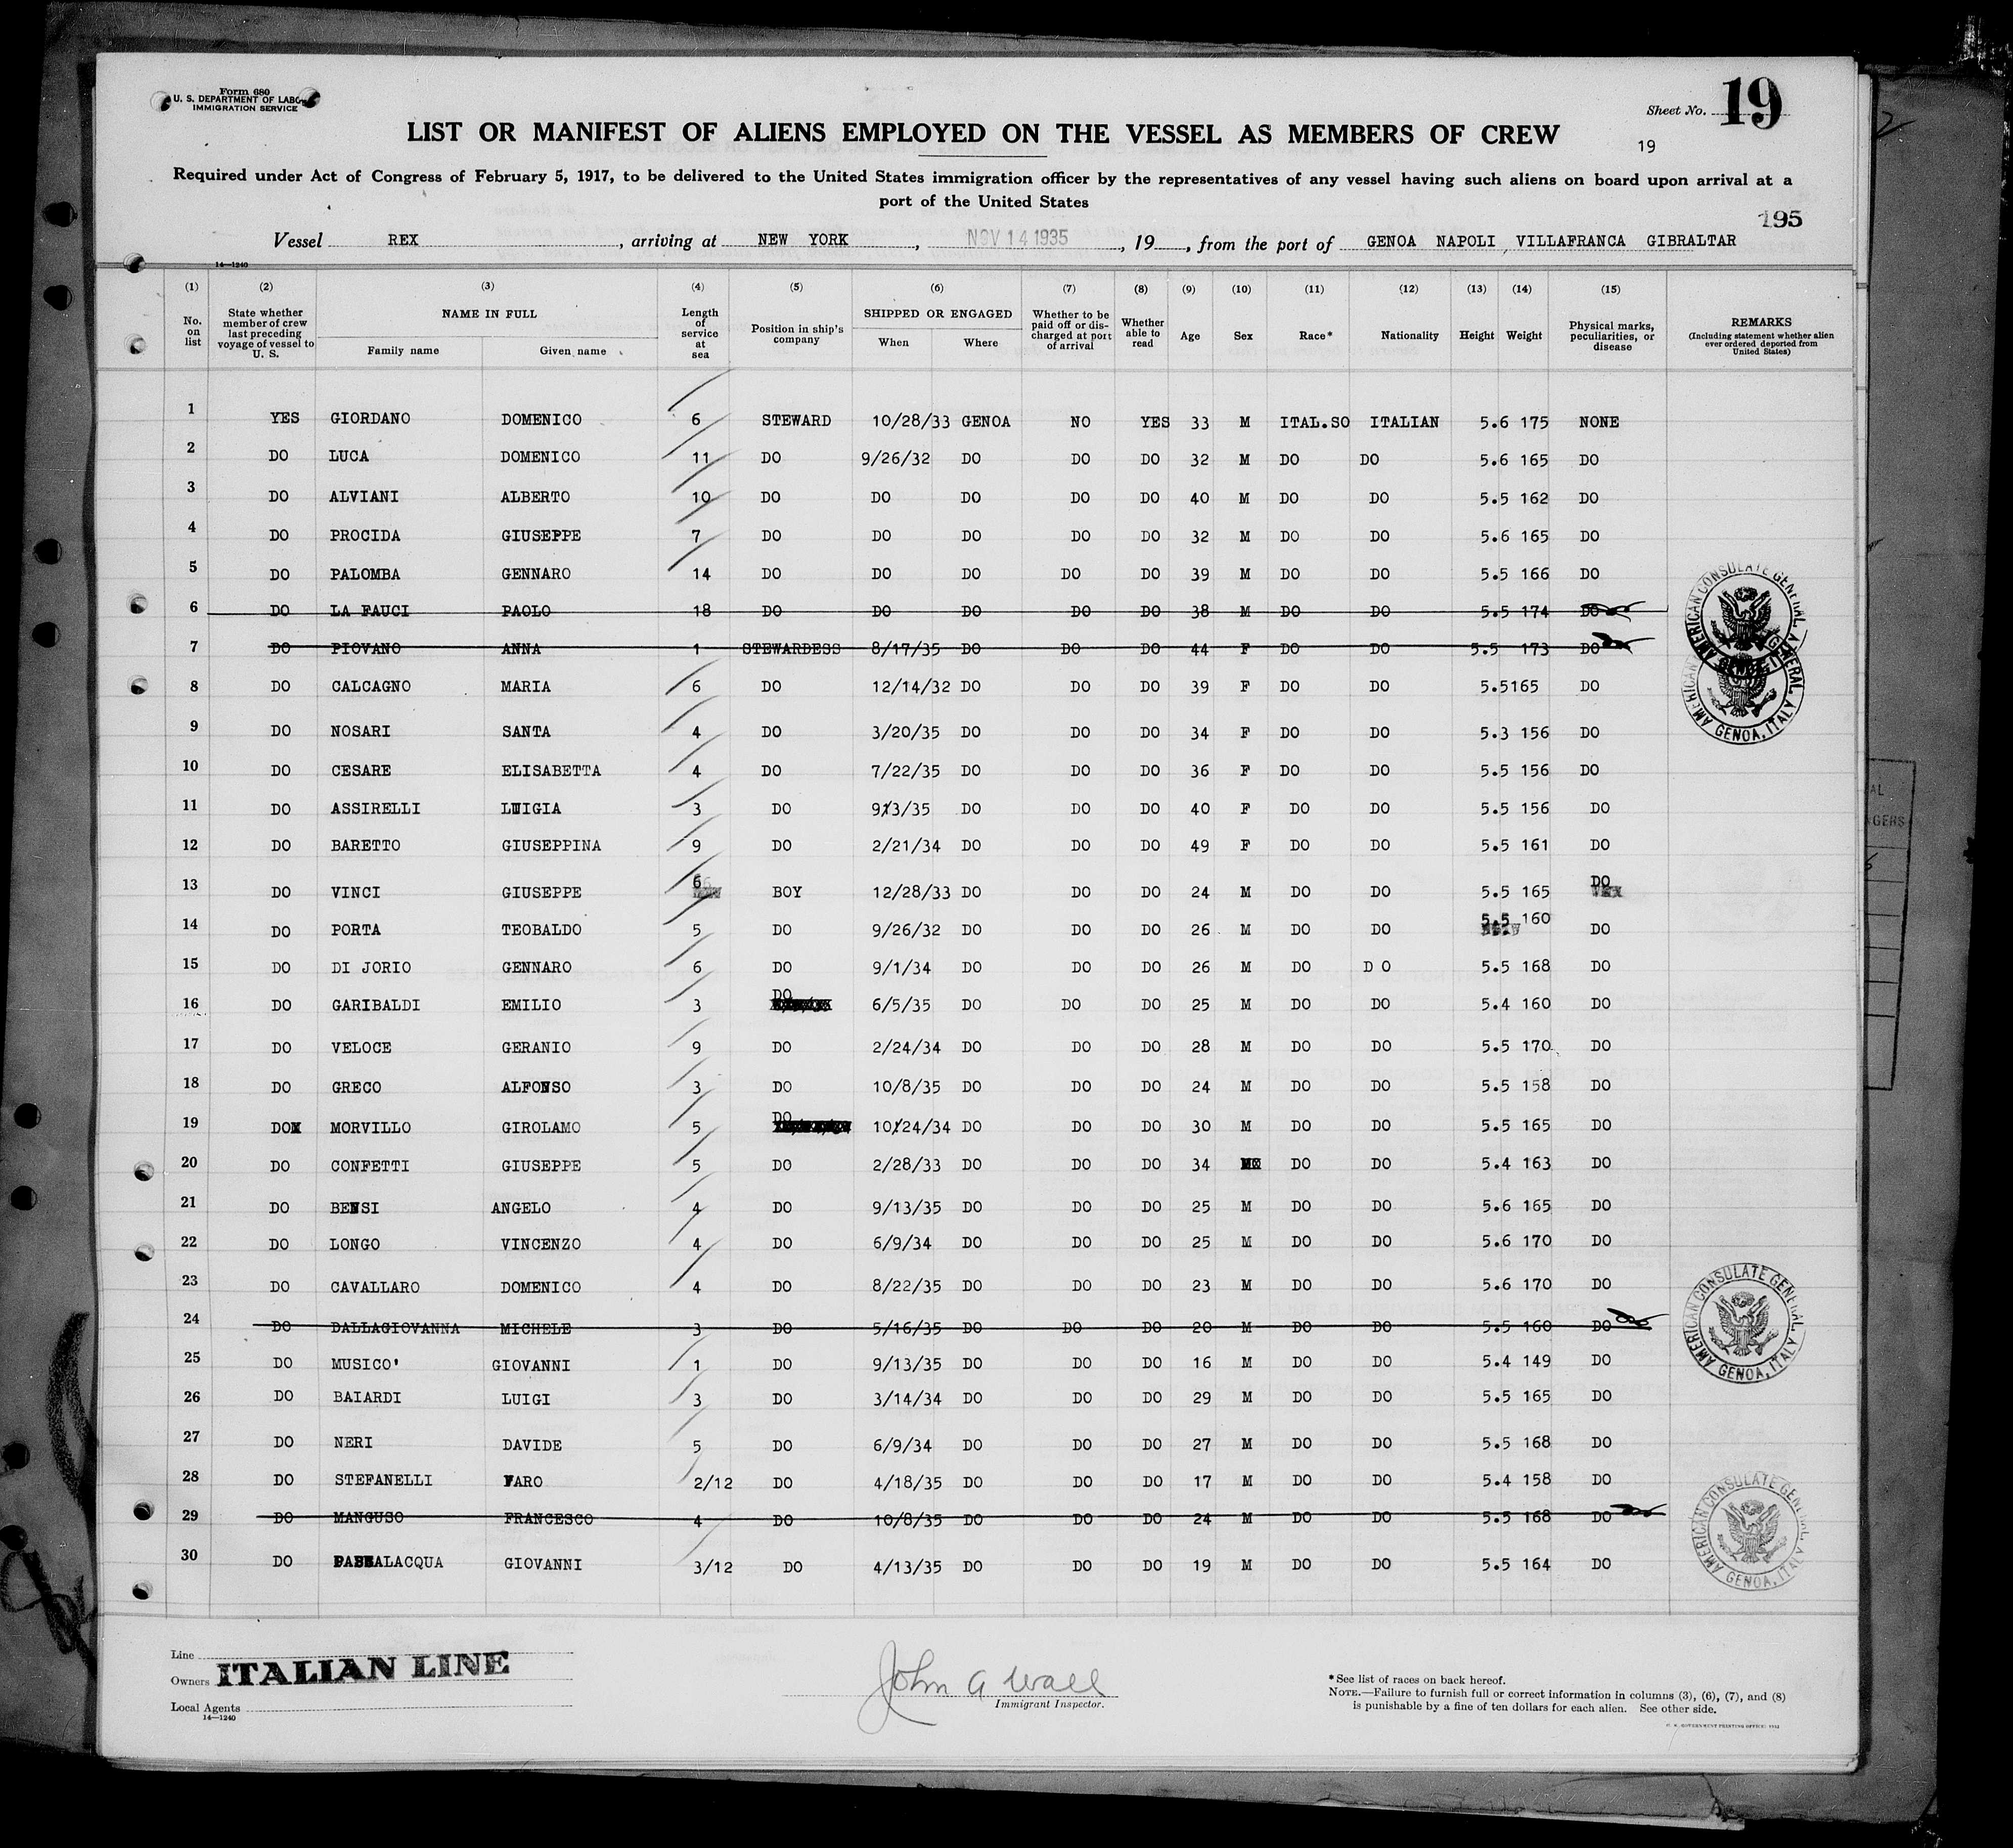 Form 680
U. S. DEPARTMENT OF LABOR
IMMIGRATION SERVICE
Sheet No. 19
LIST OR MANIFEST OF ALIENS EMPLOYED ON THE VESSEL AS MEMBERS OF CREW
19
Required under Act of Congress of February 5, 1917, to be delivered to the United States immigration officer by the representatives of any vessel having such aliens on board upon arrival at a
port of the United States
195
Vessel REX, arriving at NEW YORK, NOV 14 1935, 19, from the port of GENOA NAPOLI VILLAFRANCA GIBRALTAR
14—1240
(1) (2) (3) (4) (5) (6) (7) (8) (9) (10) (11) (12) (13) (14) (15)
No. on list State whether member of crew last preceding voyage of vessel to U. S. NAME IN FULL Family name Given name Length of service at sea Position in ship's company SHIPPED OR ENGAGED When Where Whether to be paid off or discharged at port of arrival Whether able to read Age Sex Race* Nationality Height Weight Physical marks, peculiarities, or disease REMARKS (Including statement whether alien ever ordered deported from United States)
1 YES GIORDANO DOMENICO 6 STEWARD 10/28/33 GENOA NO YES 33 M ITAL.SO ITALIAN 5.6 175 NONE
2 DO LUCA DOMENICO 11 DO 9/26/32 DO DO DO 32 M DO DO 5.6 165 DO
3 DO ALVIANI ALBERTO 10 DO DO DO DO DO 40 M DO DO 5.5 162 DO
4 DO PROCIDA GIUSEPPE 7 DO DO DO DO DO 32 M DO DO 5.6 165 DO
5 DO PALOMBA GENNARO 14 DO DO DO DO DO 39 M DO DO 5.5 166 DO
6 DO LA FAUCI PAOLO 18 DO DO DO DO DO 38 M DO DO 5.5 174 DO
7 DO PIOVANO ANNA 1 STEWARDESS 8/17/35 DO DO DO 44 F DO DO 5.5 173 DO
8 DO CALCAGNO MARIA 6 DO 12/14/32 DO DO DO 39 F DO DO 5.5165 DO
9 DO NOSARI SANTA 4 DO 3/20/35 DO DO DO 34 F DO DO 5.3 156 DO
10 DO CESARE ELISABETTA 4 DO 7/22/35 DO DO DO 36 F DO DO 5.5 156 DO
11 DO ASSIRELLI LUIGIA 3 DO 9/3/35 DO DO DO 40 F DO DO 5.5 156 DO
12 DO BARETTO GIUSEPPINA 9 DO 2/21/34 DO DO DO 49 F DO DO 5.5 161 DO
13 DO VINCI GIUSEPPE 6 BOY 12/28/33 DO DO DO 24 M DO DO 5.5 165 DO
14 DO PORTA TEOBALDO 5 DO 9/26/32 DO DO DO 26 M DO DO 5.5 160 DO
15 DO DI JORIO GENNARO 6 DO 9/1/34 DO DO DO 26 M DO D O 5.5 168 DO
16 DO GARIBALDI EMILIO 3 DO 6/5/35 DO DO DO 25 M DO DO 5.4 160 DO
17 DO VELOCE GERANIO 9 DO 2/24/34 DO DO DO 28 M DO DO 5.5 170 DO
18 DO GRECO ALFONSO 3 DO 10/8/35 DO DO DO 24 M DO DO 5.5 158 DO
19 DO MORVILLO GIROLAMO 5 DO 10/24/34 DO DO DO 30 M DO DO 5.5 165 DO
20 DO CONFETTI GIUSEPPE 5 DO 2/28/33 DO DO DO 34 M DO DO 5.4 163 DO
21 DO BENSI ANGELO 4 DO 9/13/35 DO DO DO 25 M DO DO 5.6 165 DO
22 DO LONGO VINCENZO 4 DO 6/9/34 DO DO DO 25 M DO DO 5.6 170 DO
23 DO CAVALLARO DOMENICO 4 DO 8/22/35 DO DO DO 23 M DO DO 5.6 170 DO
24 DO DALLAGIOVANNA MICHELE 3 DO 5/16/35 DO DO DO 20 M DO DO 5.5 160 DO
25 DO MUSICO' GIOVANNI 1 DO 9/13/35 DO DO DO 16 M DO DO 5.4 149 DO
26 DO BAIARDI LUIGI 3 DO 3/14/34 DO DO DO 29 M DO DO 5.5 165 DO
27 DO NERI DAVIDE 5 DO 6/9/34 DO DO DO 27 M DO DO 5.5 168 DO
28 DO STEFANELLI FARO 2/12 DO 4/18/35 DO DO DO 17 M DO DO 5.4 158 DO
29 DO MANGUSO FRANCESCO 4 DO 10/8/35 DO DO DO 24 M DO DO 5.5 168 DO
30 DO PASSALACQUA GIOVANNI 3/12 DO 4/13/35 DO DO DO 19 M DO DO 5.5 164 DO
AMERICAN CONSULATE GENERAL GENOA, ITALY
AMERICAN CONSULATE GENERAL GENOA, ITALY
AMERICAN CONSULATE GENERAL GENOA, ITALY
AMERICAN CONSULATE GENERAL GENOA, ITALY
Line
Owners ITALIAN LINE
Local Agents
14—1240
John A Wall
Immigrant Inspector.
*See list of races on back hereof.
NOTE.—Failure to furnish full or correct information in columns (3), (6), (7), and (8)
is punishable by a fine of ten dollars for each alien. See other side.